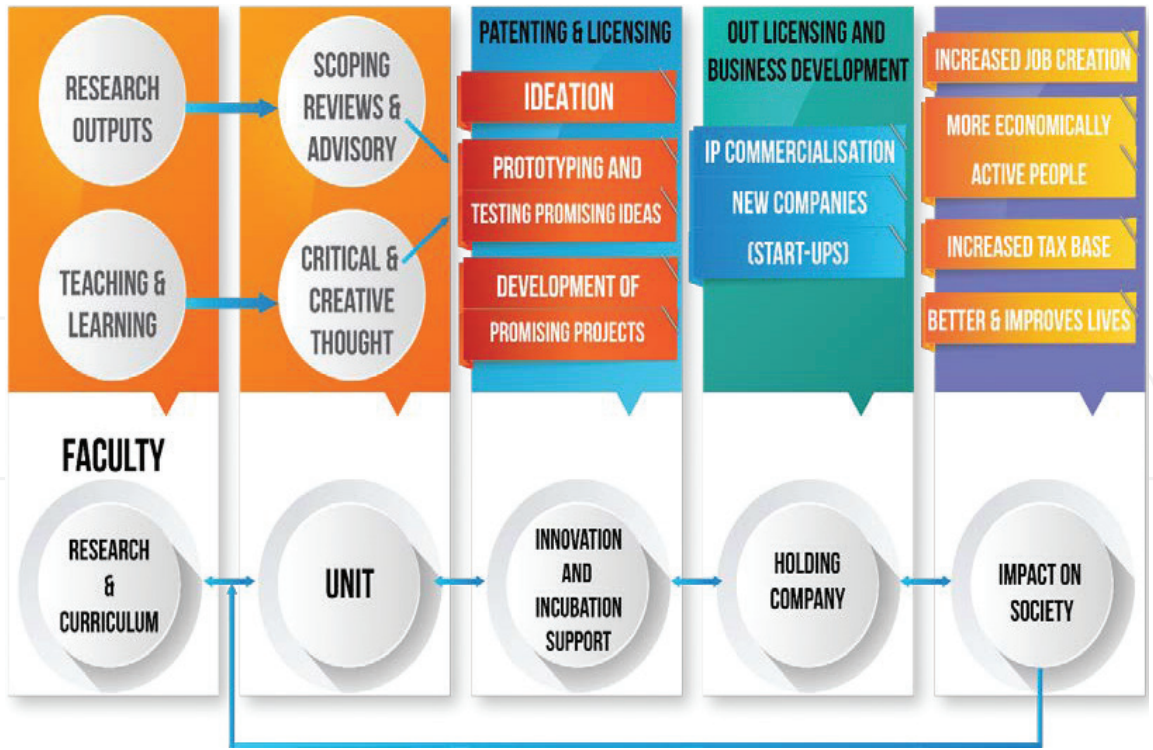 RESEARCH
OUTPUTS
TEACHING &
LEARNING
FACULTY
RESEARCH
&
CURRICULUM
SCOPING
REVIEWS &
ADVISORY
CRITICAL &
CREATIVE
THOUGHT
UNIT
PATENTING & LICENSING
IDEATION
PROTOTYPING AND
TESTING PROMISING IDEAS
DEVELOPMENT OF
PROMISING PROJECTS
INNOVATION
AND
INCUBATION
SUPPORT
OUT LICENSING AND
BUSINESS DEVELOPMENT
IP COMMERCIALISATION
NEW COMPANIES
(START-UPS)
HOLDING
COMPANY
INCREASED JOB CREATION
MORE ECONOMICALLY
ACTIVE PEOPLE
INCREASED TAX BASE
BETTER & IMPROVES LIVES
IMPACT ON
SOCIETY